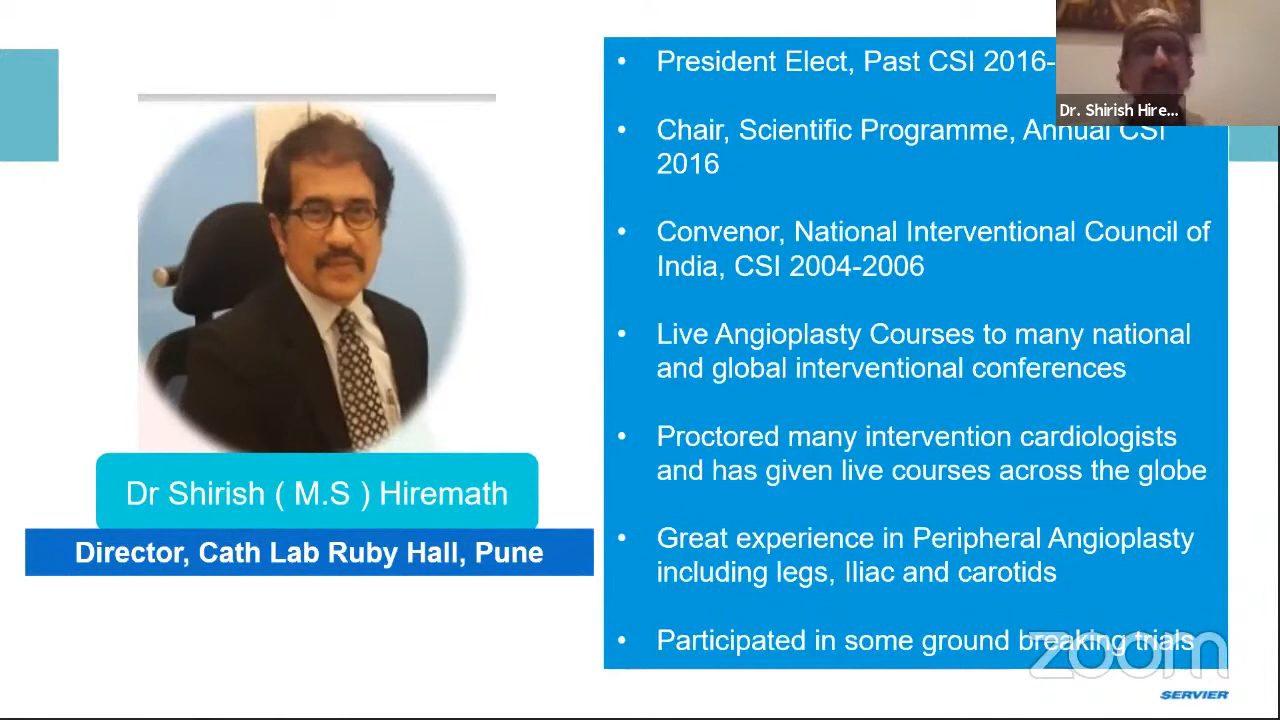 President Elect, Past CSI 2016-
Dr. Shirish Hire...
Chair, Scientific Programme, Annual CSI
2016
Convenor, National Interventional Council of
India, CSI 2004-2006
Live Angioplasty Courses to many national
and global interventional conferences
Proctored many intervention cardiologists
and has given live courses across the globe
Dr Shirish ( M.S ) Hiremath
Director, Cath Lab Ruby Hall, Pune
Great experience in Peripheral Angioplasty
including legs, Iliac and carotids
Participated in some ground breaking trials
zoom
SERVIER